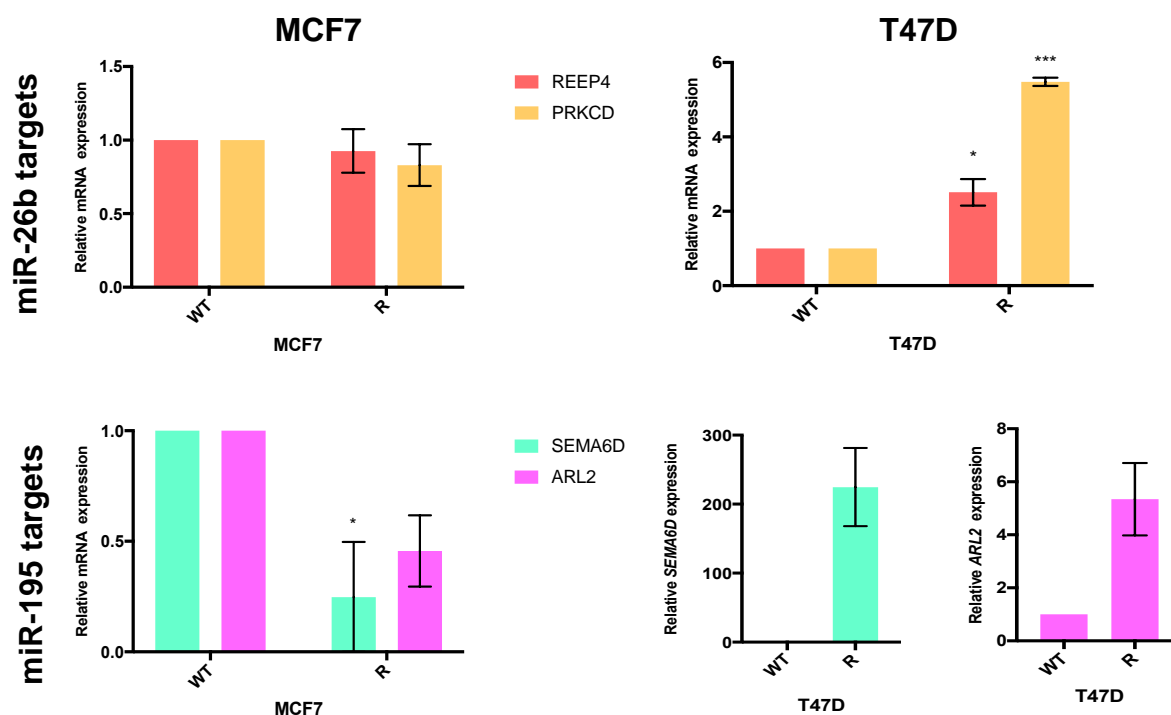 MCF7
T47D
miR-26b targets
Relative mRNA expression
1.5
1.0
0.5
0.0
WT
R
MCF7
REEP4
PRKCD
Relative mRNA expression
6
4
2
0
*
***
WT
R
T47D
miR-195 targets
Relative mRNA expression
1.0
0.5
0.0
*
WT
R
MCF7
SEMA6D
ARL2
Relative SEMA6D expression
300
200
100
0
WT
R
T47D
Relative ARL2 expression
8
6
4
2
0
WT
R
T47D